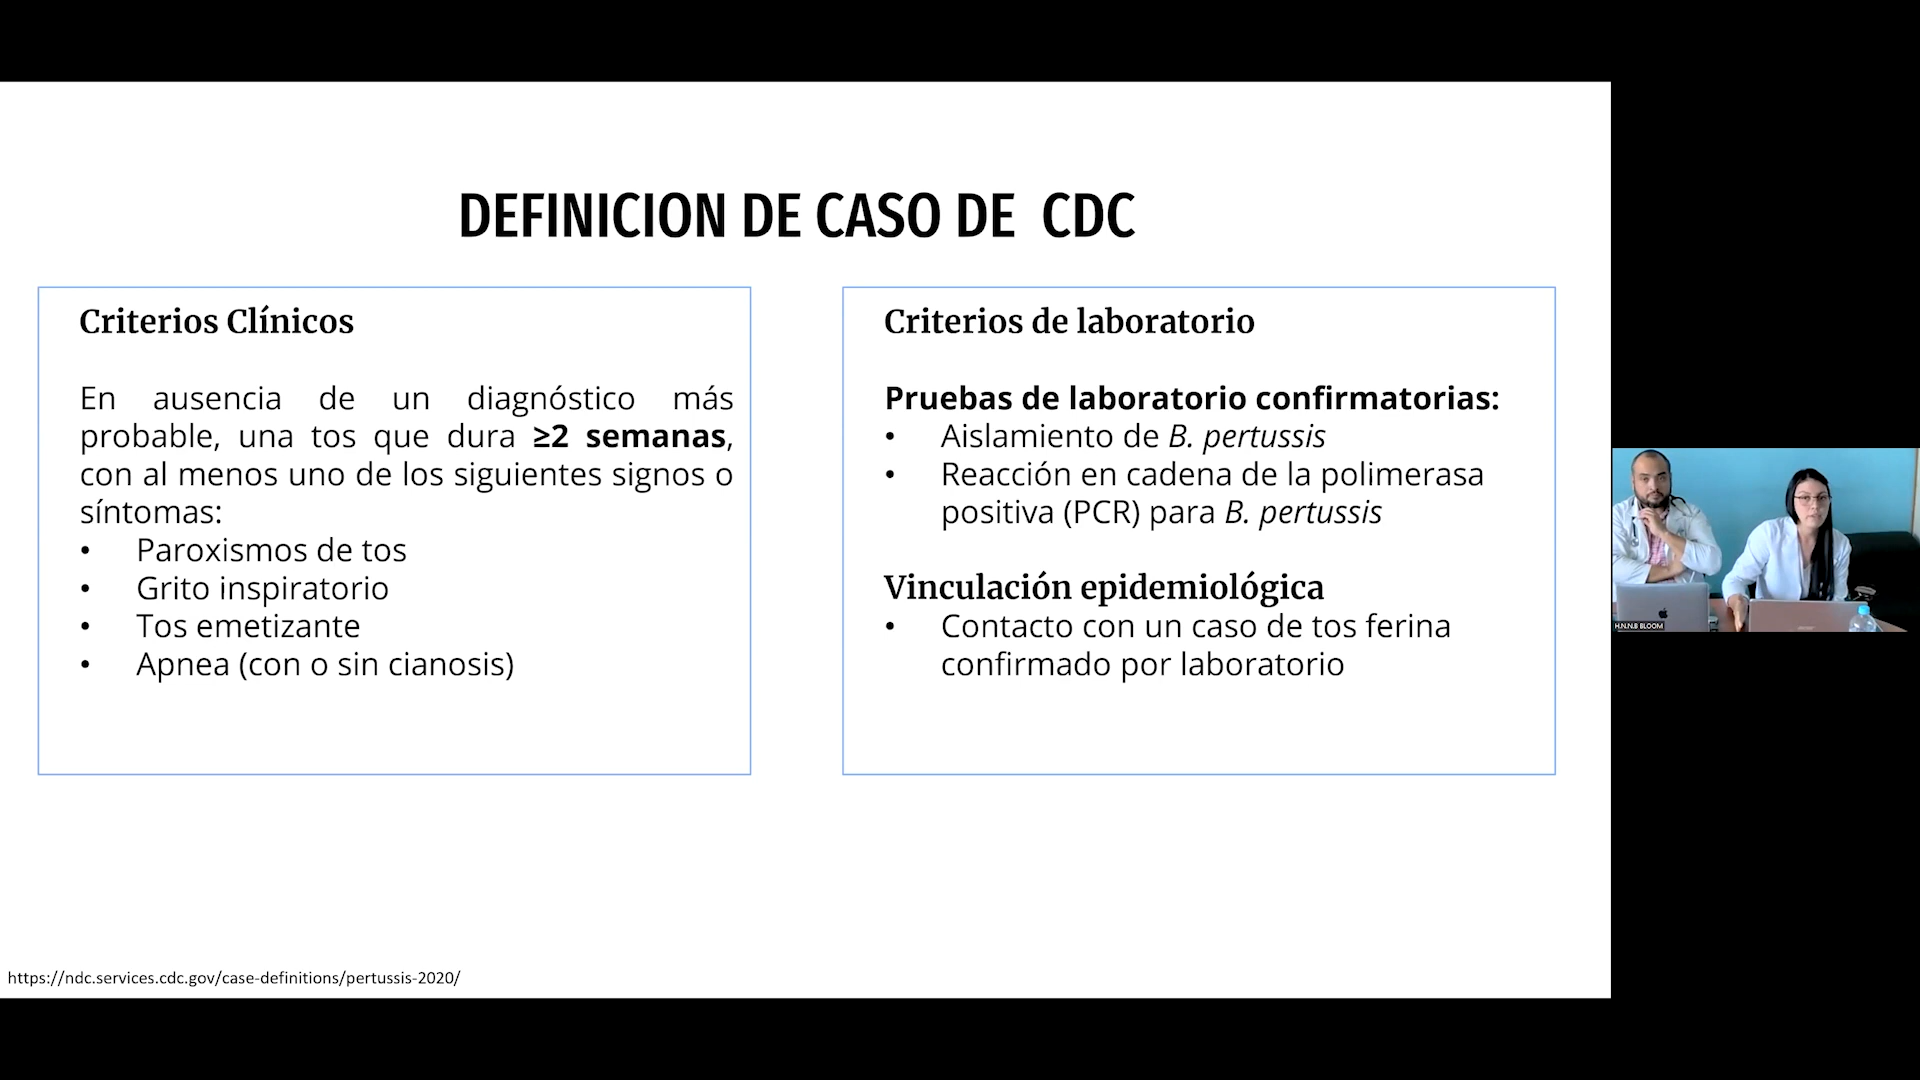 DEFINICION DE CASO DE CDC
Criterios Clínicos
En ausencia de un diagnóstico más
probable, una tos que dura ≥2 semanas,
con al menos uno de los siguientes signos o
síntomas:
• Paroxismos de tos
• Grito inspiratorio
• Tos emetizante
• Apnea (con o sin cianosis)
Criterios de laboratorio
Pruebas de laboratorio confirmatorias:
• Aislamiento de B. pertussis
• Reacción en cadena de la polimerasa
positiva (PCR) para B. pertussis
Vinculación epidemiológica
• Contacto con un caso de tos ferina
confirmado por laboratorio
https://ndc.services.cdc.gov/case-definitions/pertussis-2020/
H.N.N.B BLOOM